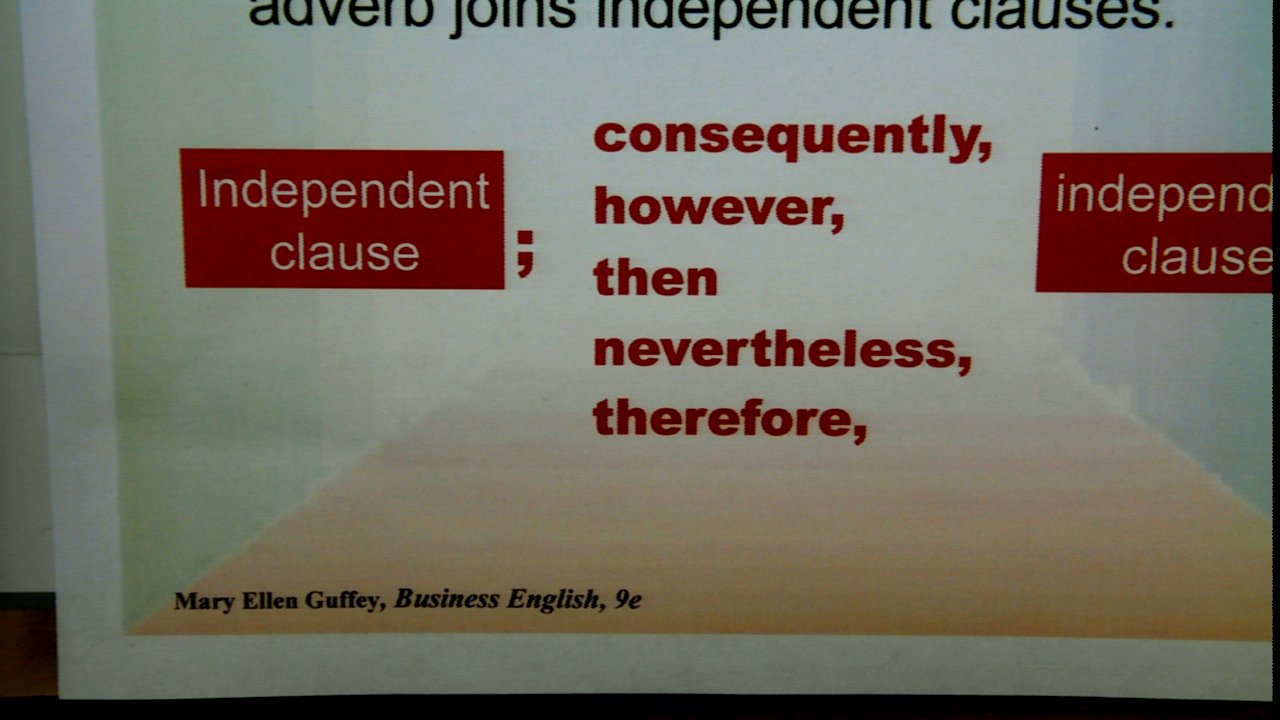 adverb joins independent clauses.
Independent
clause
;
consequently,
however,
then
nevertheless,
therefore,
independ
clause
Mary Ellen Guffey, Business English, 9e